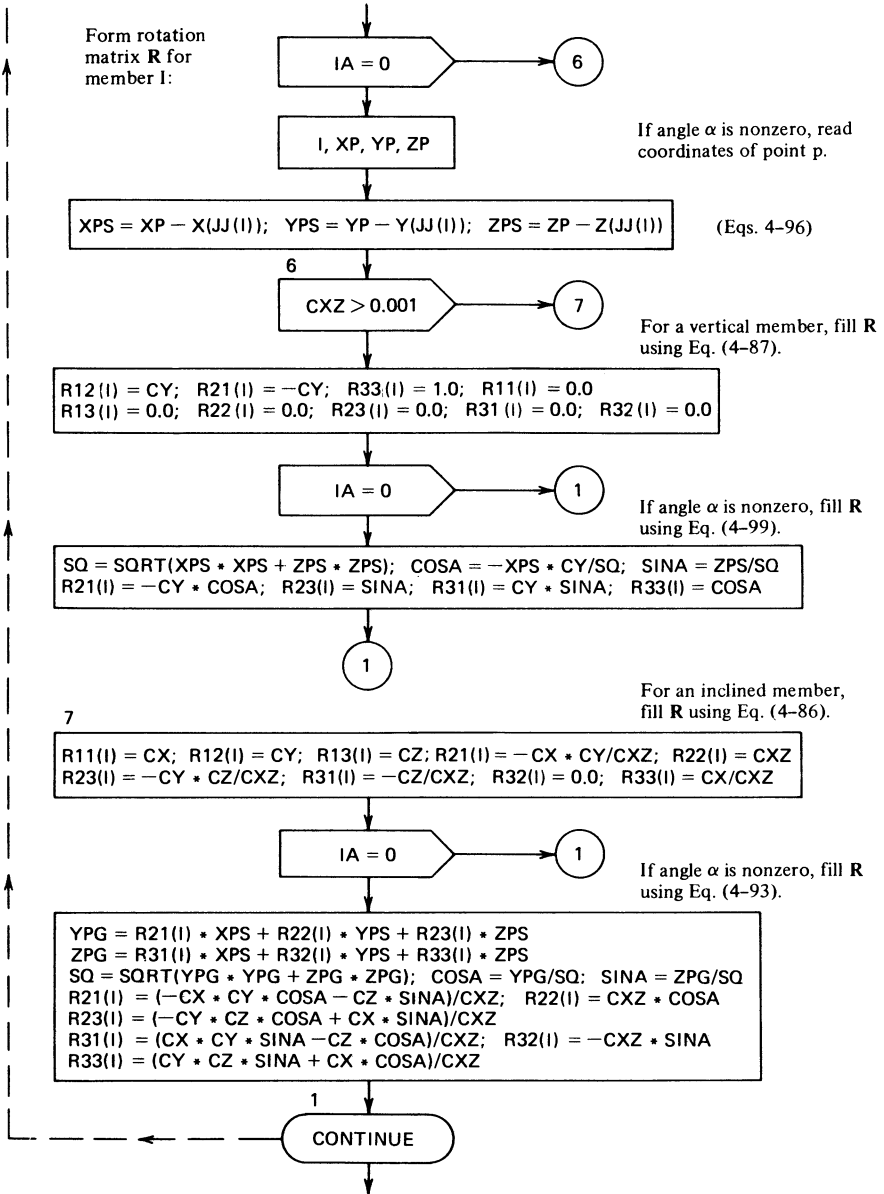 Form rotation
matrix R for
member I:
IA = 0
6
I, XP, YP, ZP
If angle α is nonzero, read
coordinates of point p.
XPS = XP − X(JJ(I)); YPS = YP − Y(JJ(I)); ZPS = ZP − Z(JJ(I))
(Eqs. 4–96)
6
CXZ > 0.001
7
For a vertical member, fill R
using Eq. (4–87).
R12(I) = CY; R21(I) = −CY; R33(I) = 1.0; R11(I) = 0.0
R13(I) = 0.0; R22(I) = 0.0; R23(I) = 0.0; R31(I) = 0.0; R32(I) = 0.0
IA = 0
1
If angle α is nonzero, fill R
using Eq. (4–99).
SQ = SQRT(XPS * XPS + ZPS * ZPS); COSA = −XPS * CY/SQ; SINA = ZPS/SQ
R21(I) = −CY * COSA; R23(I) = SINA; R31(I) = CY * SINA; R33(I) = COSA
1
For an inclined member,
fill R using Eq. (4–86).
7
R11(I) = CX; R12(I) = CY; R13(I) = CZ; R21(I) = −CX * CY/CXZ; R22(I) = CXZ
R23(I) = −CY * CZ/CXZ; R31(I) = −CZ/CXZ; R32(I) = 0.0; R33(I) = CX/CXZ
IA = 0
1
If angle α is nonzero, fill R
using Eq. (4–93).
YPG = R21(I) * XPS + R22(I) * YPS + R23(I) * ZPS
ZPG = R31(I) * XPS + R32(I) * YPS + R33(I) * ZPS
SQ = SQRT(YPG * YPG + ZPG * ZPG); COSA = YPG/SQ: SINA = ZPG/SQ
R21(I) = (−CX * CY * COSA − CZ * SINA)/CXZ; R22(I) = CXZ * COSA
R23(I) = (−CY * CZ * COSA + CX * SINA)/CXZ
R31(I) = (CX * CY * SINA − CZ * COSA)/CXZ; R32(I) = −CXZ * SINA
R33(I) = (CY * CZ * SINA + CX * COSA)/CXZ
1
CONTINUE